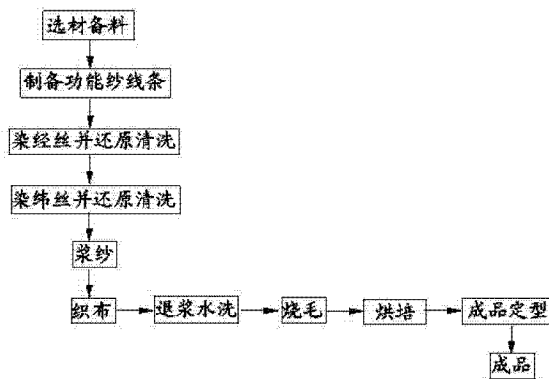 选材备料
制备功能纱线条
染经丝并还原清洗
染纬丝并还原清洗
浆纱
织布
退浆水洗
烧毛
烘培
成品定型
成品